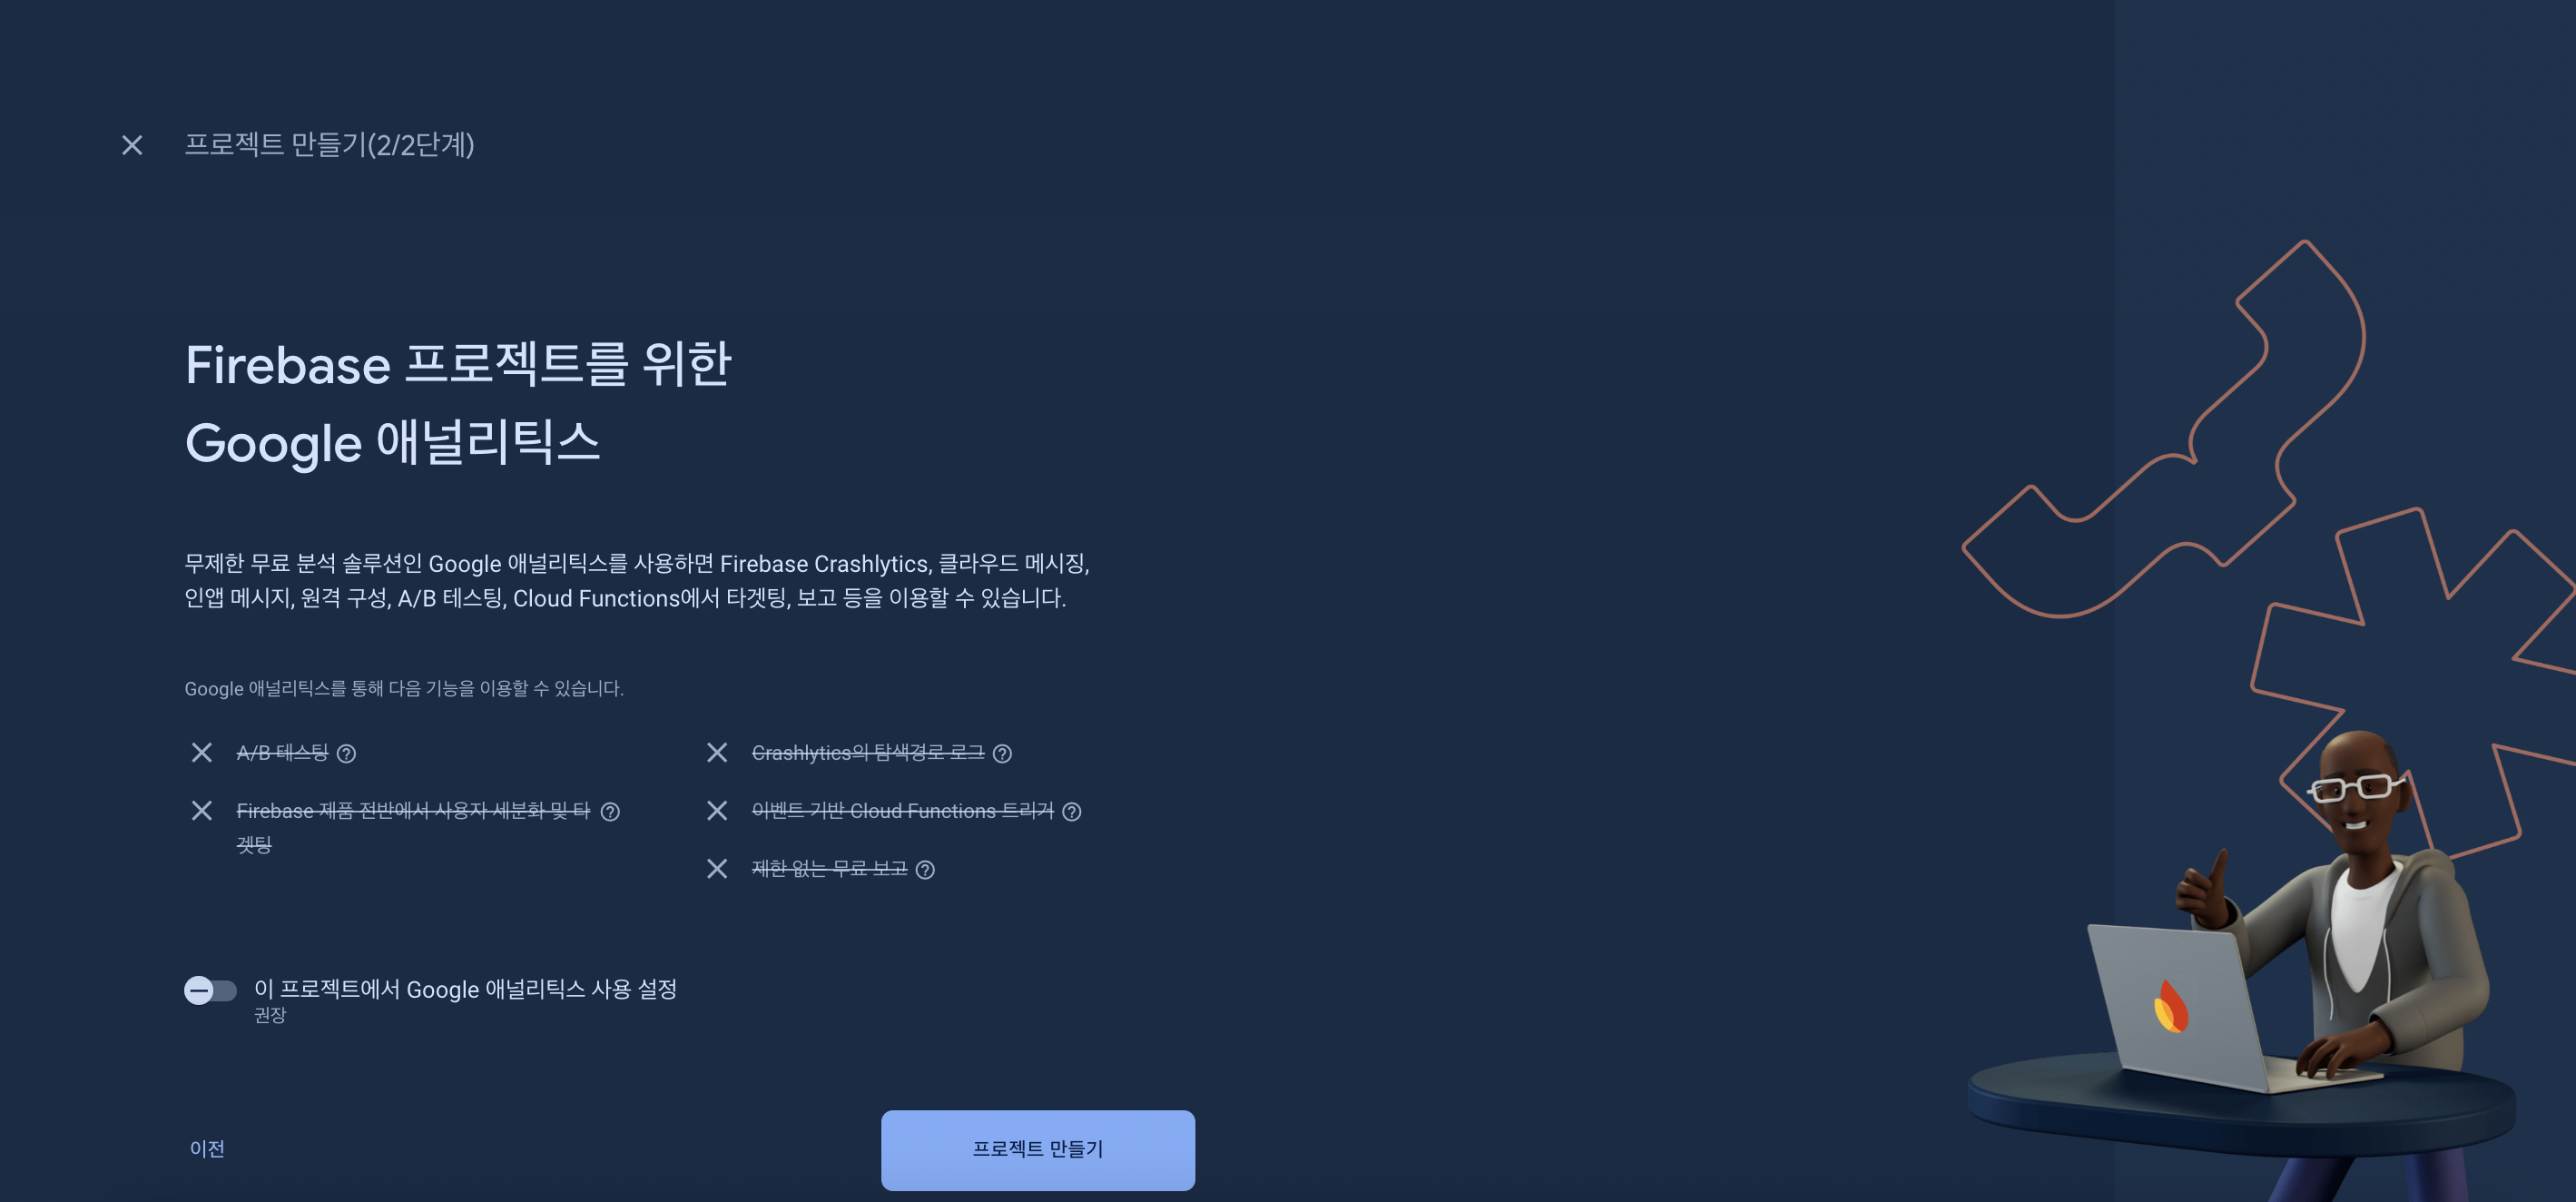 프로젝트 만들기(2/2단계)
Firebase 프로젝트를 위한
Google 애널리틱스
무제한 무료 분석 솔루션인 Google 애널리틱스를 사용하면 Firebase Crashlytics, 클라우드 메시징,
인앱 메시지, 원격 구성, A/B 테스팅, Cloud Functions에서 타겟팅, 보고 등을 이용할 수 있습니다.
Google 애널리틱스를 통해 다음 기능을 이용할 수 있습니다.
A/B 테스팅
Firebase 제품 전반에서 사용자 세분화 및 타
겟팅
Crashlytics의 탐색경로 로그
이벤트 기반 Cloud Functions 트리거
제한 없는 무료 보고
이 프로젝트에서 Google 애널리틱스 사용 설정
권장
이전
프로젝트 만들기